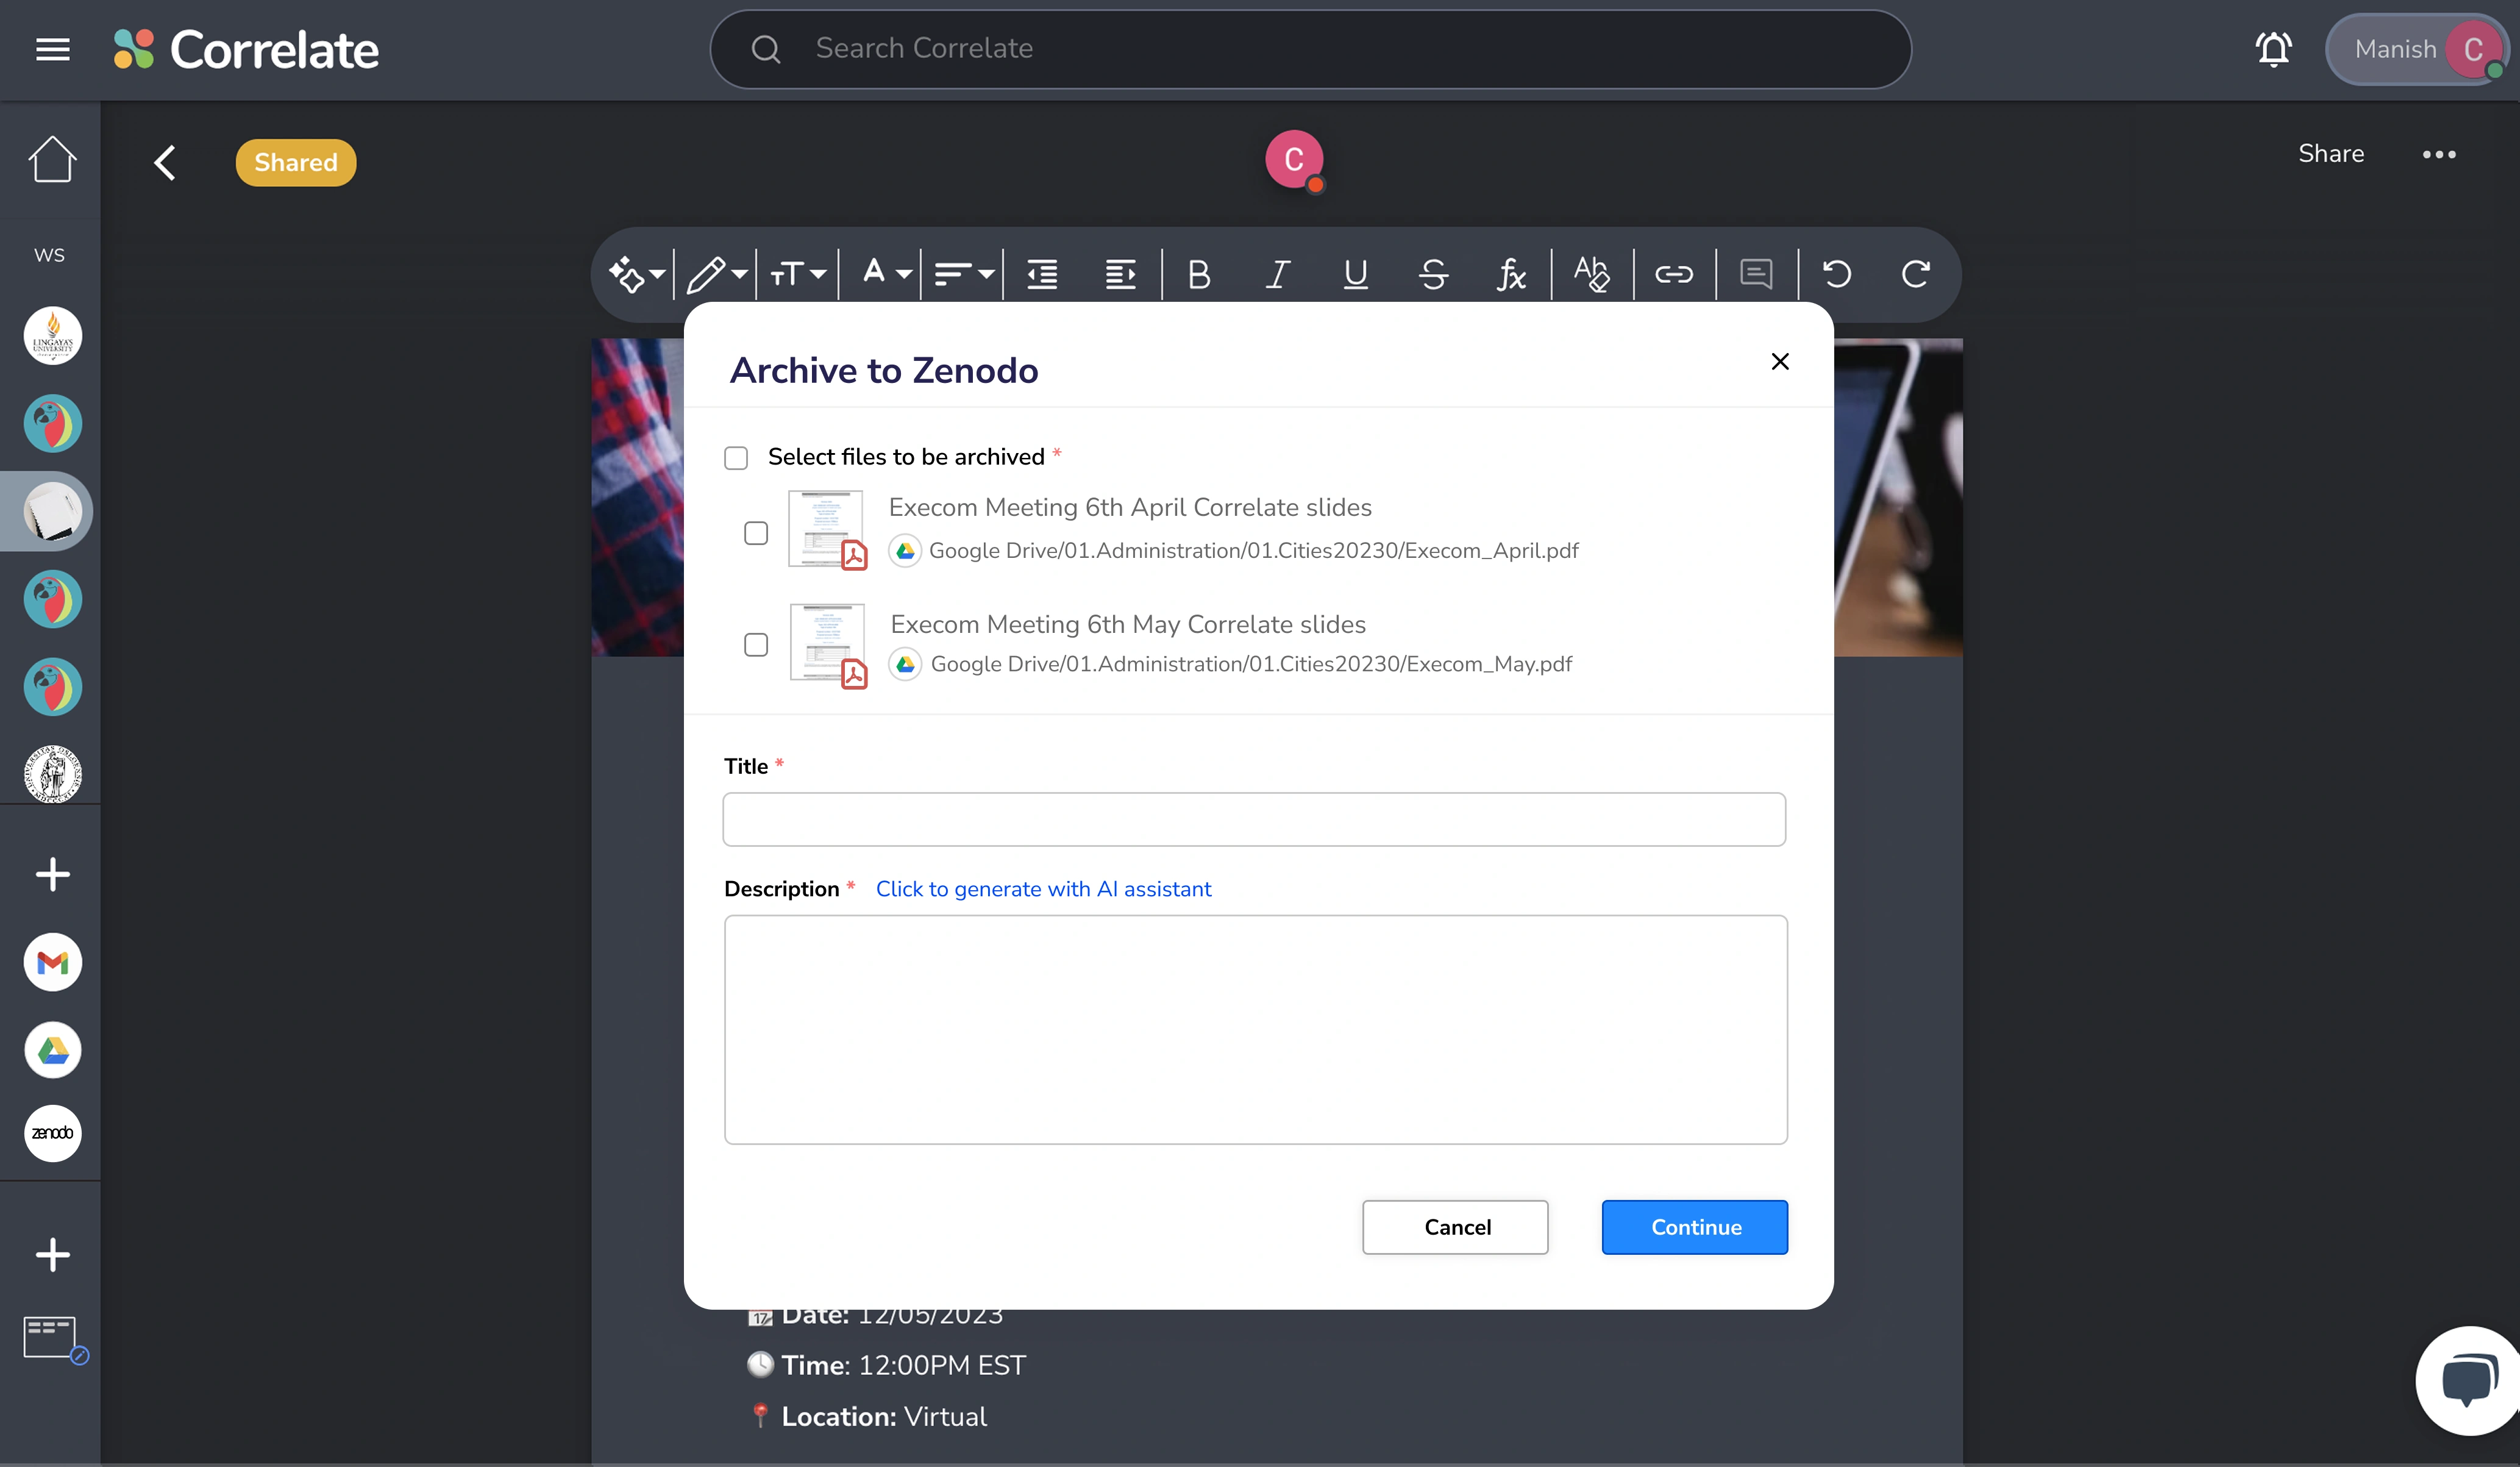 Correlate
Search Correlate
Manish C
Shared
C
Share
WS
LINGAYA'S
UNIVERSITY
Archive to Zenodo
Select files to be archived *
Execom Meeting 6th April Correlate slides
Google Drive/01.Administration/01.Cities20230/Execom_April.pdf
Execom Meeting 6th May Correlate slides
Google Drive/01.Administration/01.Cities20230/Execom_May.pdf
Title *
Description * Click to generate with AI assistant
zenodo
Cancel
Continue
Date: 12/05/2023
Time: 12:00PM EST
Location: Virtual